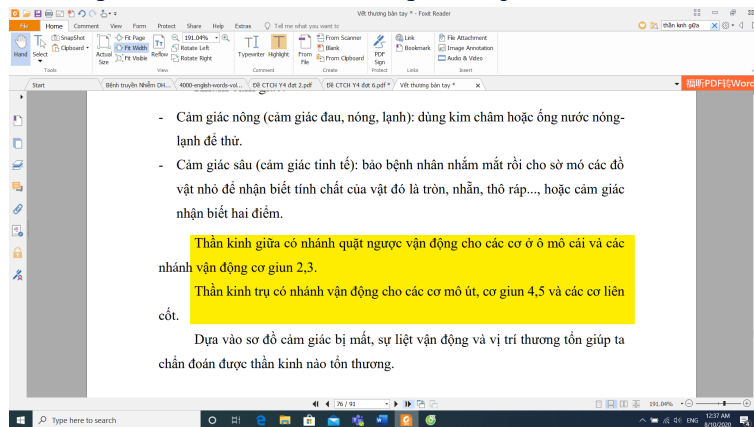 Vết thương bàn tay * - Foxit Reader
File Home Comment View Form Protect Share Help Extras Tell me what you want to
thần kinh giữa
Hand
Select
SnapShot
Clipboard
Actual Size
Fit Page
Fit Width
Fit Visible
Reflow
191.04%
Rotate Left
Rotate Right
Typewriter Highlight
From File
From Scanner
Blank
From Clipboard
PDF Sign
Link
Bookmark
File Attachment
Image Annotation
Audio & Video
Tools View Comment Create Protect Links Insert
Start Bệnh truyền Nhiễm DH... 4000-english-words-vol... Đề CTCH Y4 đợt 2.pdf Đề CTCH Y4 đợt 6.pdf * Vết thương bàn tay *
福昕PDF转Word
- Cảm giác nông (cảm giác đau, nóng, lạnh): dùng kim châm hoặc ống nước nóng-
lạnh để thử.
- Cảm giác sâu (cảm giác tinh tế): bảo bệnh nhân nhắm mắt rồi cho sờ mó các đồ
vật nhỏ để nhận biết tính chất của vật đó là tròn, nhẵn, thô ráp..., hoặc cảm giác
nhận biết hai điểm.
Thần kinh giữa có nhánh quặt ngược vận động cho các cơ ở ô mô cái và các
nhánh vận động cơ giun 2,3.
Thần kinh trụ có nhánh vận động cho các cơ mô út, cơ giun 4,5 và các cơ liên
cốt.
Dựa vào sơ đồ cảm giác bị mất, sự liệt vận động và vị trí thương tổn giúp ta
chẩn đoán được thần kinh nào tổn thương.
76 / 91
191.04%
Type here to search
ENG
12:37 AM
8/10/2020